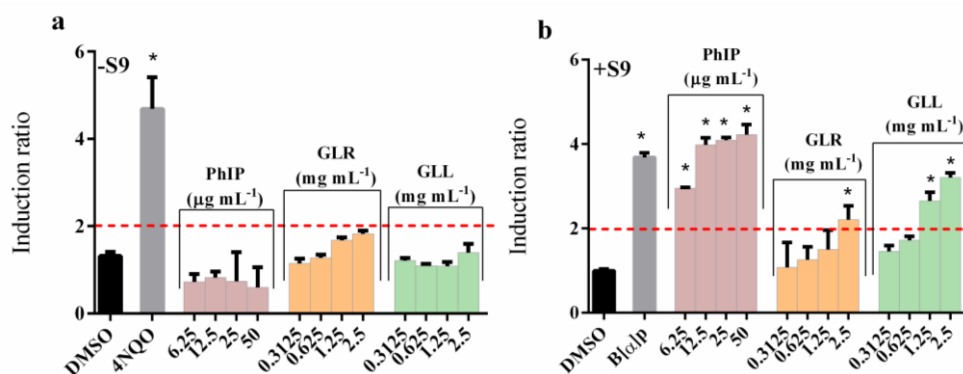 a
b
-S9
*
PhIP
(µg mL-1)
GLR
(mg mL-1)
GLL
(mg mL-1)
Induction ratio
6
4
2
0
DMSO
4NQO
6.25
12.5
25
50
0.3125
0.625
1.25
2.5
0.3125
0.625
1.25
2.5
+S9
PhIP
(µg mL-1)
GLR
(mg mL-1)
GLL
(mg mL-1)
* * * * * * * *
Induction ratio
6
4
2
0
DMSO
B[α]P
6.25
12.5
25
50
0.3125
0.625
1.25
2.5
0.3125
0.625
1.25
2.5